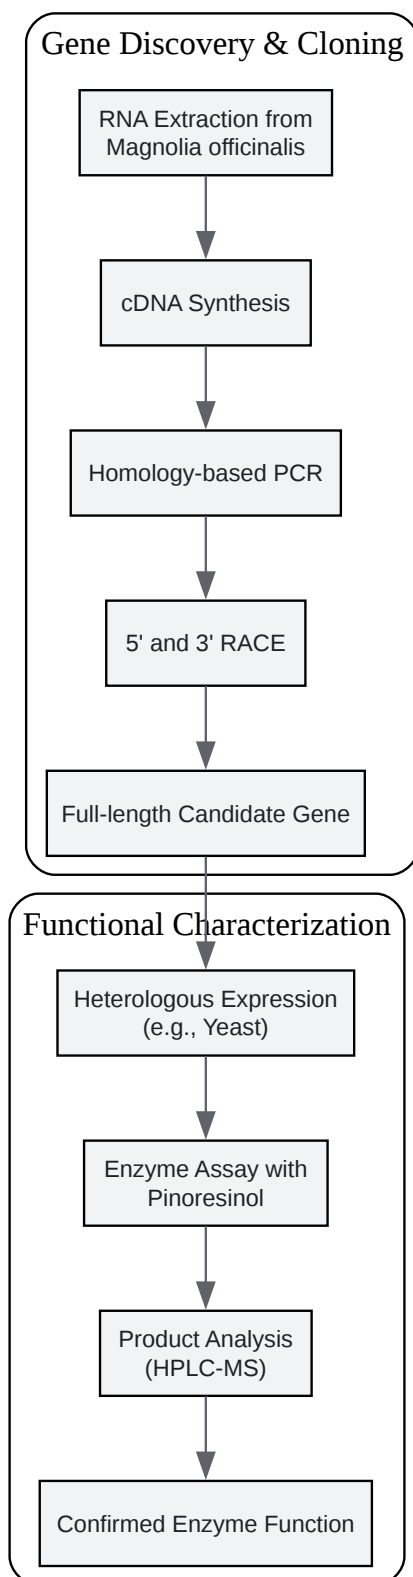 Gene Discovery & Cloning
RNA Extraction from
Magnolia officinalis
cDNA Synthesis
Homology-based PCR
5' and 3' RACE
Full-length Candidate Gene
Functional Characterization
Heterologous Expression
(e.g., Yeast)
Enzyme Assay with
Pinoresinol
Product Analysis
(HPLC-MS)
Confirmed Enzyme Function